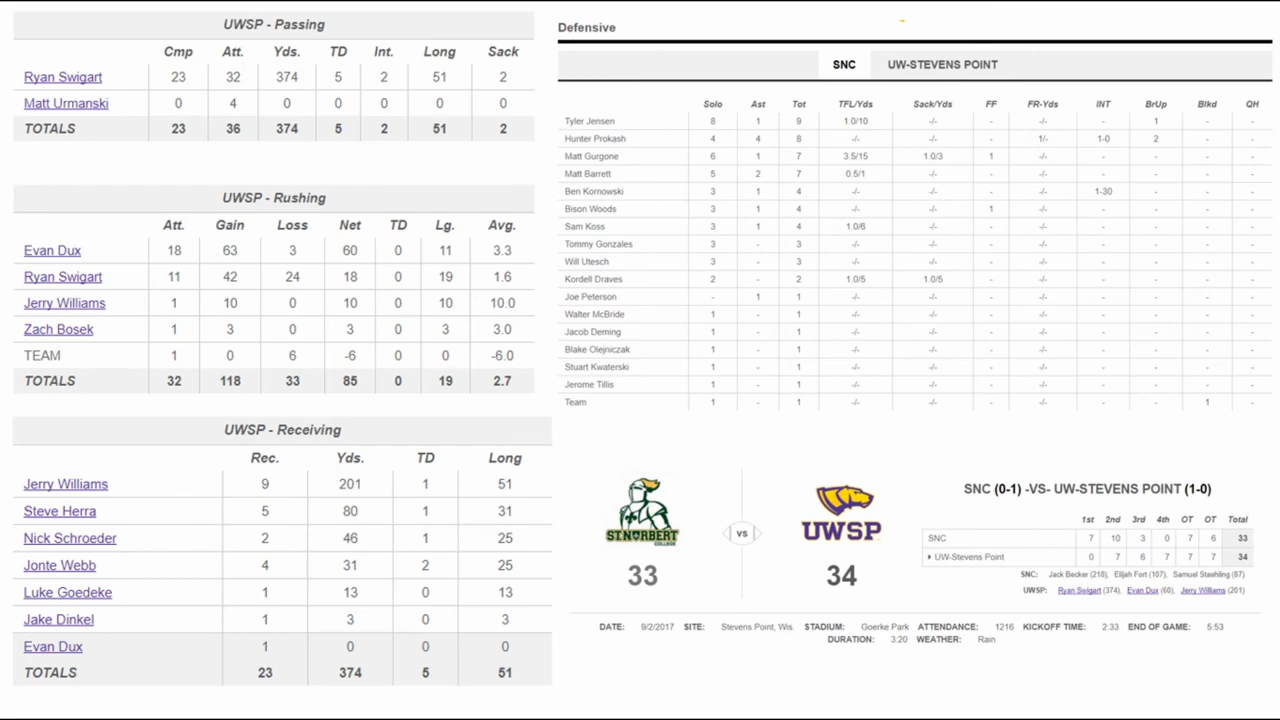 UWSP - Passing
Cmp Att. Yds. TD Int. Long Sack
Ryan Swigart 23 32 374 5 2 51 2
Matt Urmanski 0 4 0 0 0 0 0
TOTALS 23 36 374 5 2 51 2
UWSP - Rushing
Att. Gain Loss Net TD Lg. Avg.
Evan Dux 18 63 3 60 0 11 3.3
Ryan Swigart 11 42 24 18 0 19 1.6
Jerry Williams 1 10 0 10 0 10 10.0
Zach Bosek 1 3 0 3 0 3 3.0
TEAM 1 0 6 -6 0 0 -6.0
TOTALS 32 118 33 85 0 19 2.7
UWSP - Receiving
Rec. Yds. TD Long
Jerry Williams 9 201 1 51
Steve Herra 5 80 1 31
Nick Schroeder 2 46 1 25
Jonte Webb 4 31 2 25
Luke Goedeke 1 13 0 13
Jake Dinkel 1 3 0 3
Evan Dux 1 0 0 0
TOTALS 23 374 5 51
Defensive
SNC UW-STEVENS POINT
Solo Ast Tot TFL/Yds Sack/Yds FF FR-Yds INT BrUp Blkd QH
Tyler Jensen 8 1 9 1.0/10 -/- - -/- - 1 - -
Hunter Prokash 4 4 8 -/- -/- - 1/- 1-0 2 - -
Matt Gurgone 6 1 7 3.5/15 1.0/3 1 -/- - - - -
Matt Barrett 5 2 7 0.5/1 -/- - -/- - - - -
Ben Kornowski 3 1 4 -/- -/- - -/- 1-30 - - -
Bison Woods 3 1 4 -/- -/- 1 -/- - - - -
Sam Koss 3 1 4 1.0/6 -/- - -/- - - - -
Tommy Gonzales 3 - 3 -/- -/- - -/- - - - -
Will Utesch 3 - 3 -/- -/- - -/- - - - -
Kordell Draves 2 - 2 1.0/5 1.0/5 - -/- - - - -
Joe Peterson - 1 1 -/- -/- - -/- - - - -
Walter McBride 1 - 1 -/- -/- - -/- - - - -
Jacob Deming 1 - 1 -/- -/- - -/- - - - -
Blake Olejniczak 1 - 1 -/- -/- - -/- - - - -
Stuart Kwaterski 1 - 1 -/- -/- - -/- - - - -
Jerome Tillis 1 - 1 -/- -/- - -/- - - - -
Team 1 - 1 -/- -/- - -/- - - 1 -
ST.NORBERT
COLLEGE
33
VS
UWSP
34
SNC (0-1) -VS- UW-STEVENS POINT (1-0)
1st 2nd 3rd 4th OT OT Total
SNC 7 10 3 0 7 6 33
UW-Stevens Point 0 7 6 7 7 7 34
SNC: Jack Becker (218), Elijah Fort (107), Samuel Staehling (87)
UWSP: Ryan Swigart (374), Evan Dux (60), Jerry Williams (201)
DATE: 9/2/2017 SITE: Stevens Point, Wis. STADIUM: Goerke Park ATTENDANCE: 1216 KICKOFF TIME: 2:33 END OF GAME: 5:53
DURATION: 3:20 WEATHER: Rain